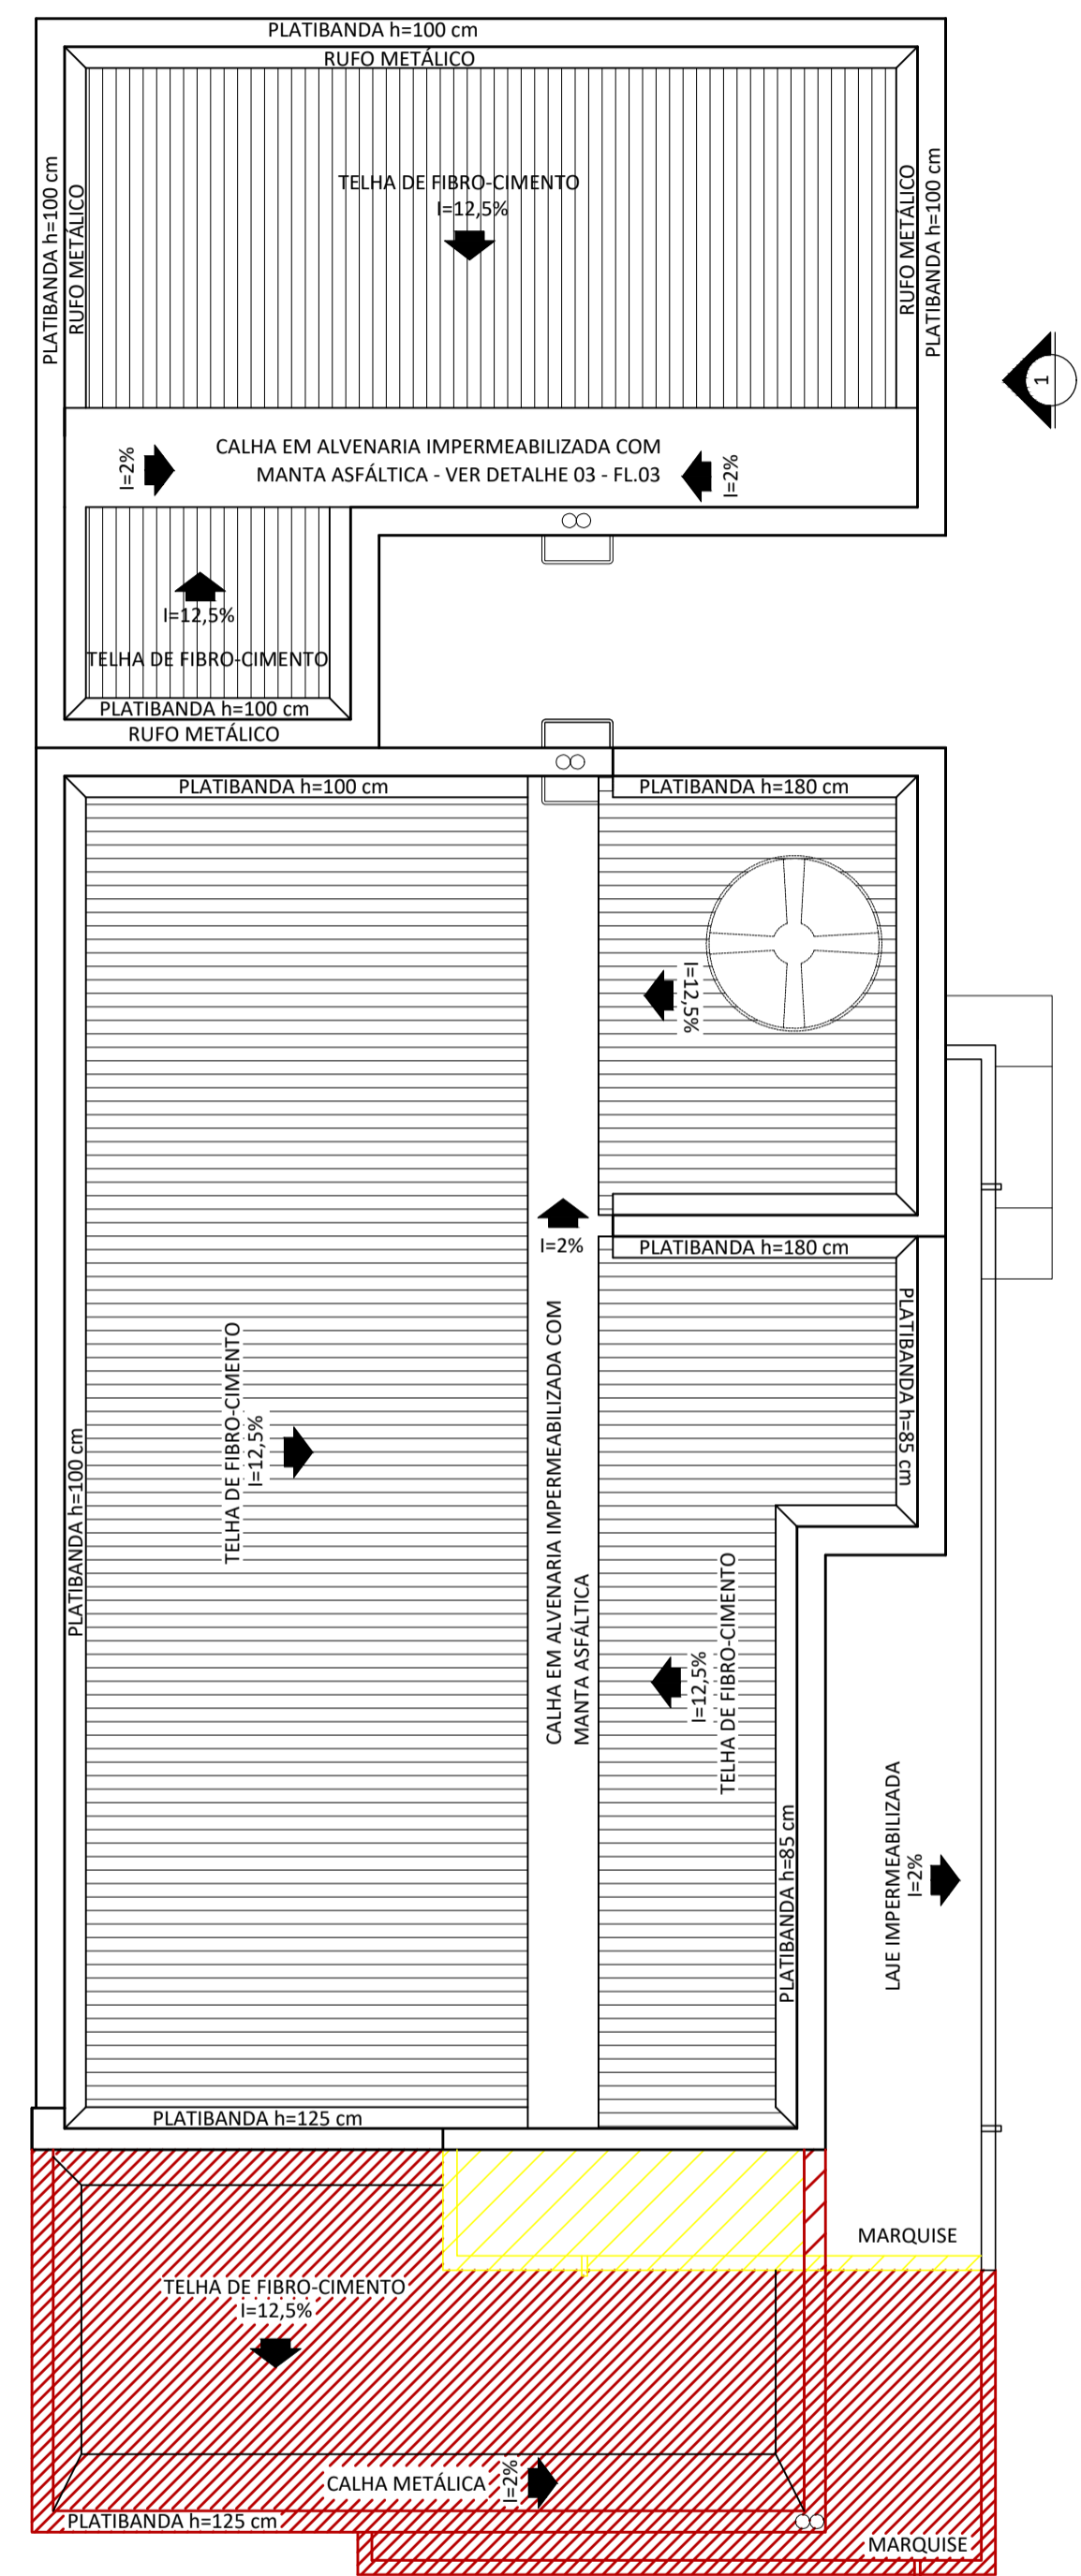 PLATIBANDA h=100 cm
RUFO METÁLICO
PLATIBANDA h=100 cm
RUFO METÁLICO
TELHA DE FIBRO-CIMENTO
I=12,5%
RUFO METÁLICO
PLATIBANDA h=100 cm
1
I=2%
CALHA EM ALVENARIA IMPERMEABILIZADA COM
MANTA ASFÁLTICA - VER DETALHE 03 - FL.03
I=2%
I=12,5%
TELHA DE FIBRO-CIMENTO
PLATIBANDA h=100 cm
RUFO METÁLICO
PLATIBANDA h=100 cm
PLATIBANDA h=180 cm
I=12,5%
I=2%
PLATIBANDA h=180 cm
PLATIBANDA h=85 cm
TELHA DE FIBRO-CIMENTO
I=12,5%
PLATIBANDA h=100 cm
CALHA EM ALVENARIA IMPERMEABILIZADA COM
MANTA ASFÁLTICA
I=12,5%
TELHA DE FIBRO-CIMENTO
PLATIBANDA h=85 cm
LAJE IMPERMEABILIZADA
I=2%
PLATIBANDA h=125 cm
MARQUISE
TELHA DE FIBRO-CIMENTO
I=12,5%
CALHA METÁLICA
I=2%
PLATIBANDA h=125 cm
MARQUISE